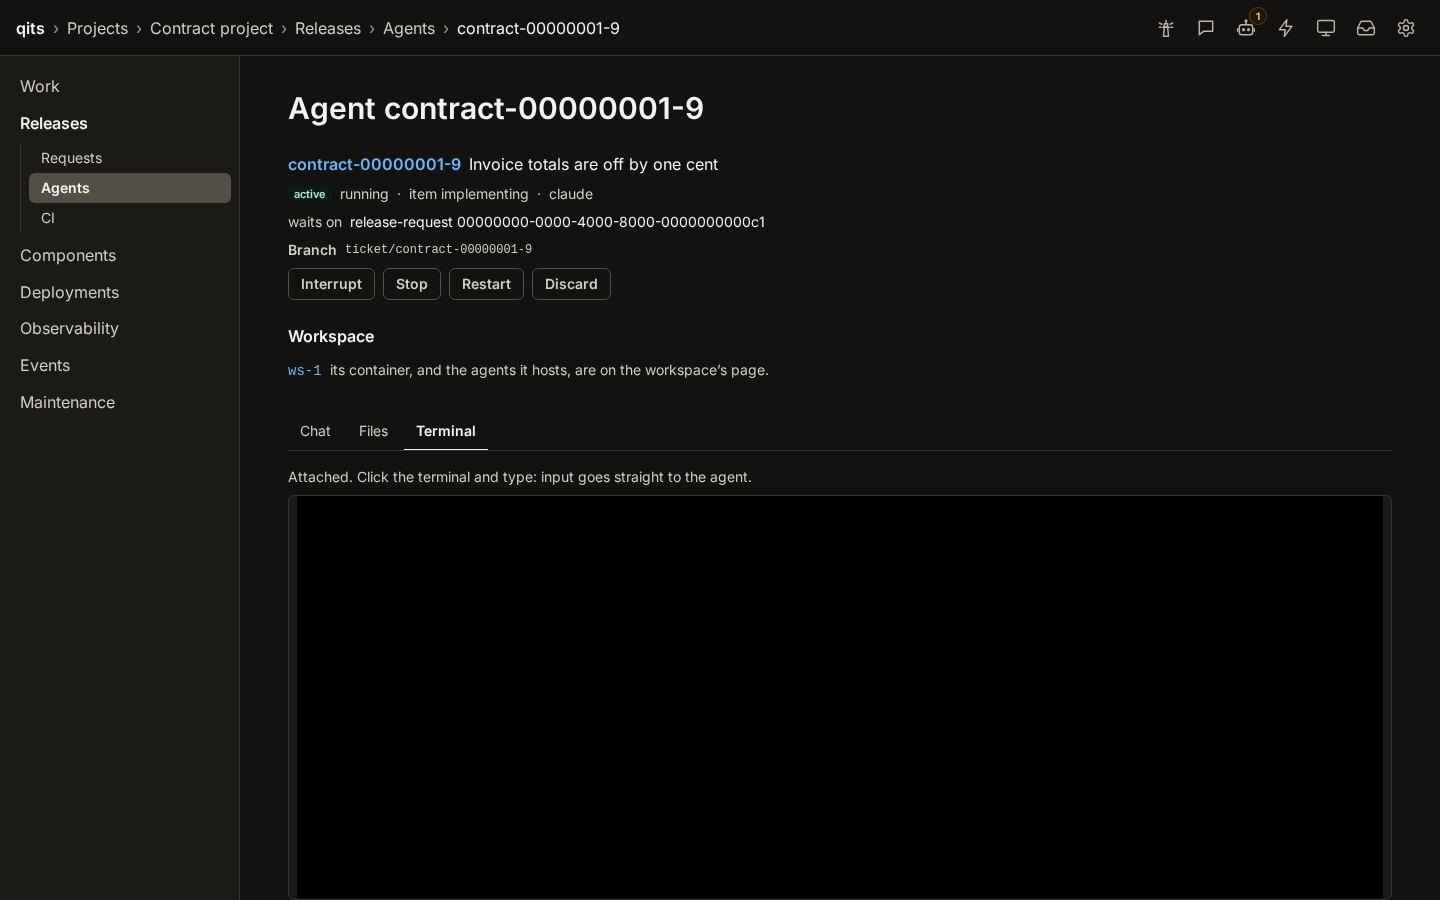 qits › Projects › Contract project › Releases › Agents › contract-00000001-9
1
Work
Releases
Requests
Agents
CI
Components
Deployments
Observability
Events
Maintenance
Agent contract-00000001-9
contract-00000001-9 Invoice totals are off by one cent
active running · item implementing · claude
waits on release-request 00000000-0000-4000-8000-0000000000c1
Branch ticket/contract-00000001-9
Interrupt Stop Restart Discard
Workspace
ws-1 its container, and the agents it hosts, are on the workspace’s page.
Chat Files Terminal
Attached. Click the terminal and type: input goes straight to the agent.